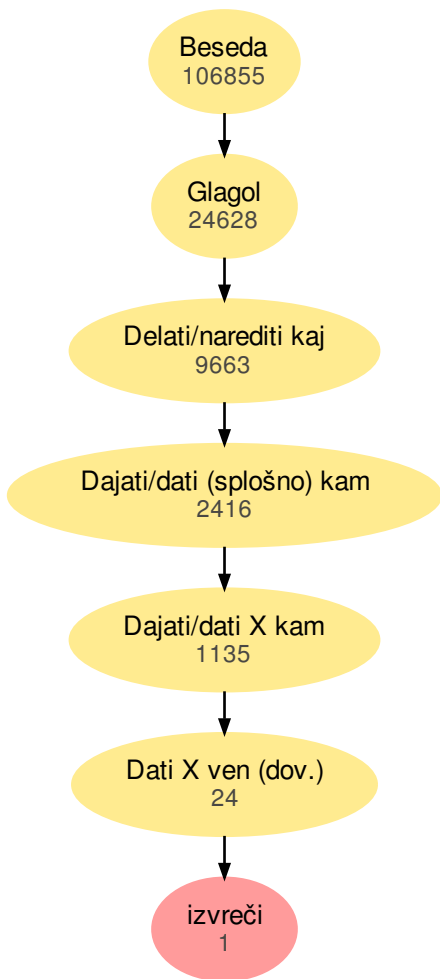 Beseda
106855
Glagol
24628
Delati/narediti kaj
9663
Dajati/dati (splošno) kam
2416
Dajati/dati X kam
1135
Dati X ven (dov.)
24
izvreči
1